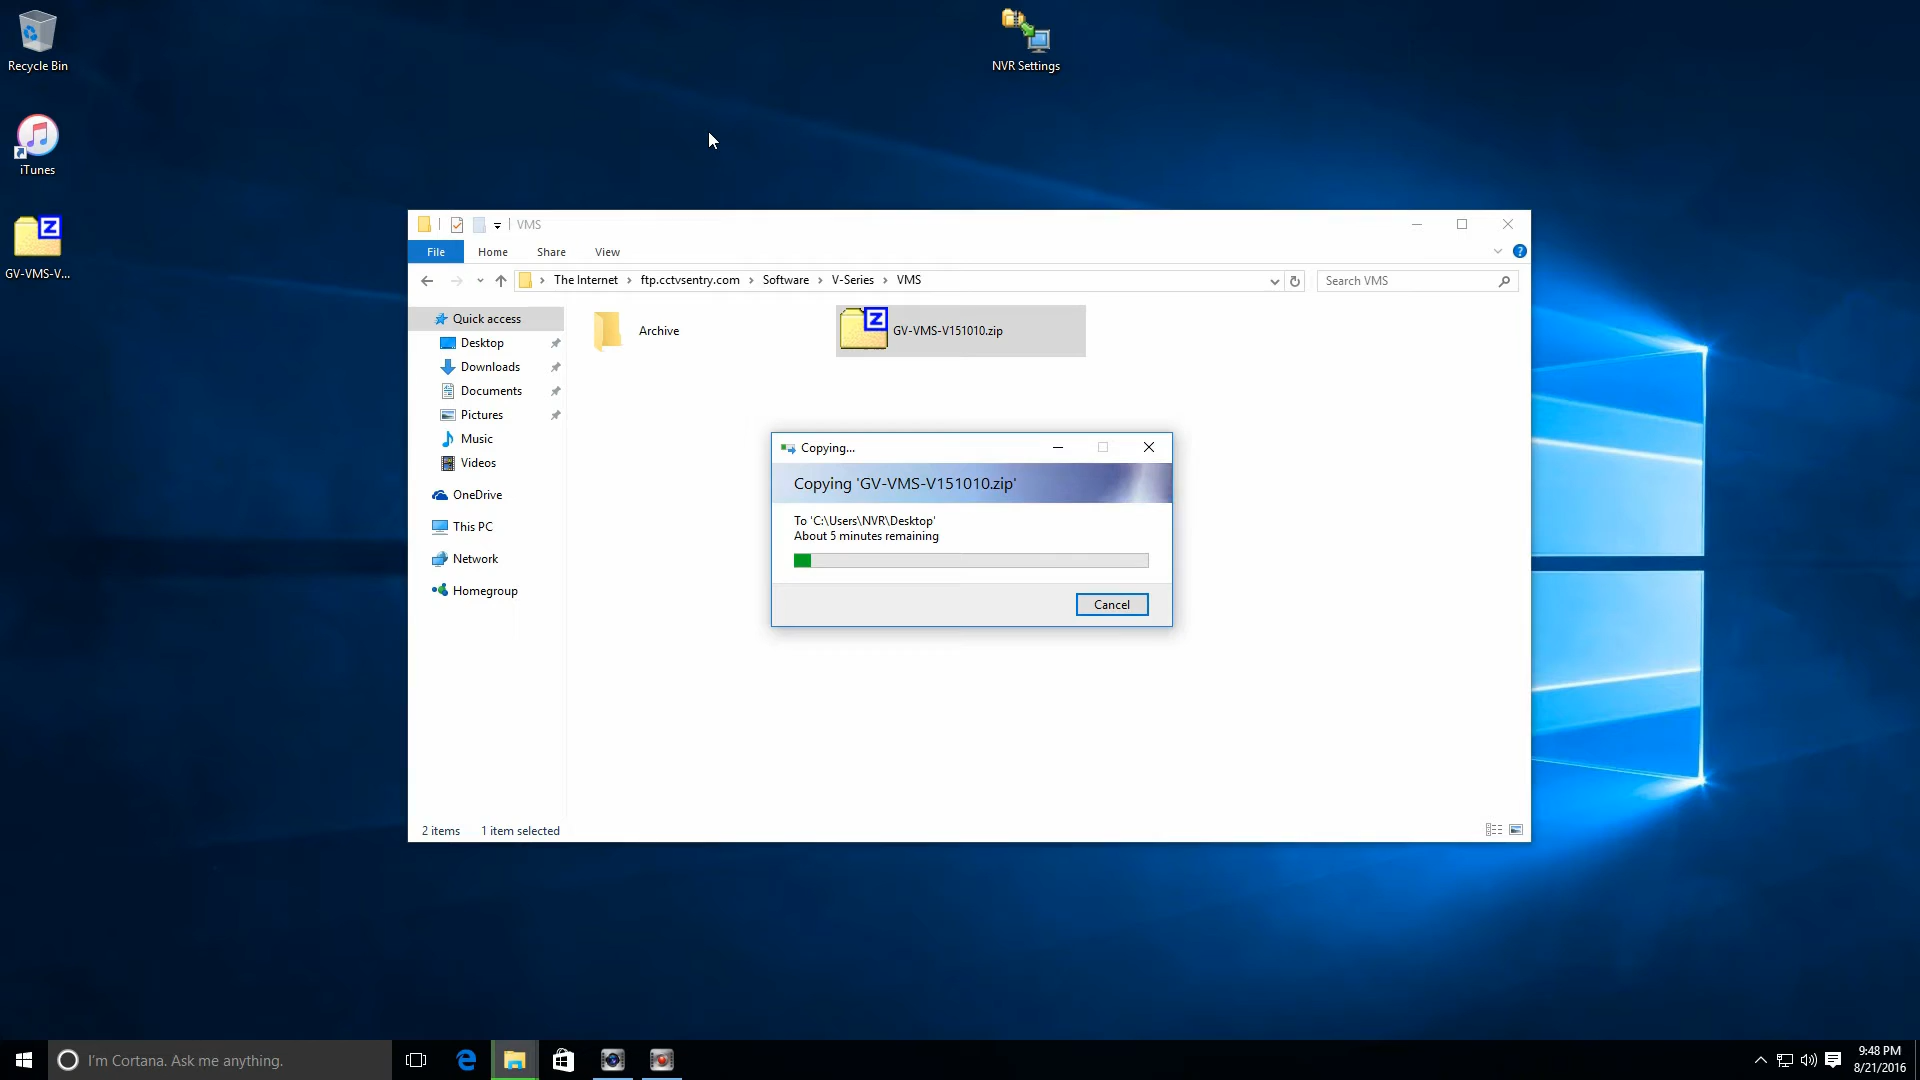 Recycle Bin
iTunes
GV-VMS-V...
NVR Settings
VMS
File Home Share View
The Internet ftp.cctvsentry.com Software V-Series VMS
Search VMS
Quick access
Desktop
Downloads
Documents
Pictures
Music
Videos
OneDrive
This PC
Network
Homegroup
Archive
GV-VMS-V151010.zip
Copying...
Copying 'GV-VMS-V151010.zip'
To 'C:\Users\NVR\Desktop'
About 5 minutes remaining
Cancel
2 items 1 item selected
I'm Cortana. Ask me anything.
9:48 PM
8/21/2016